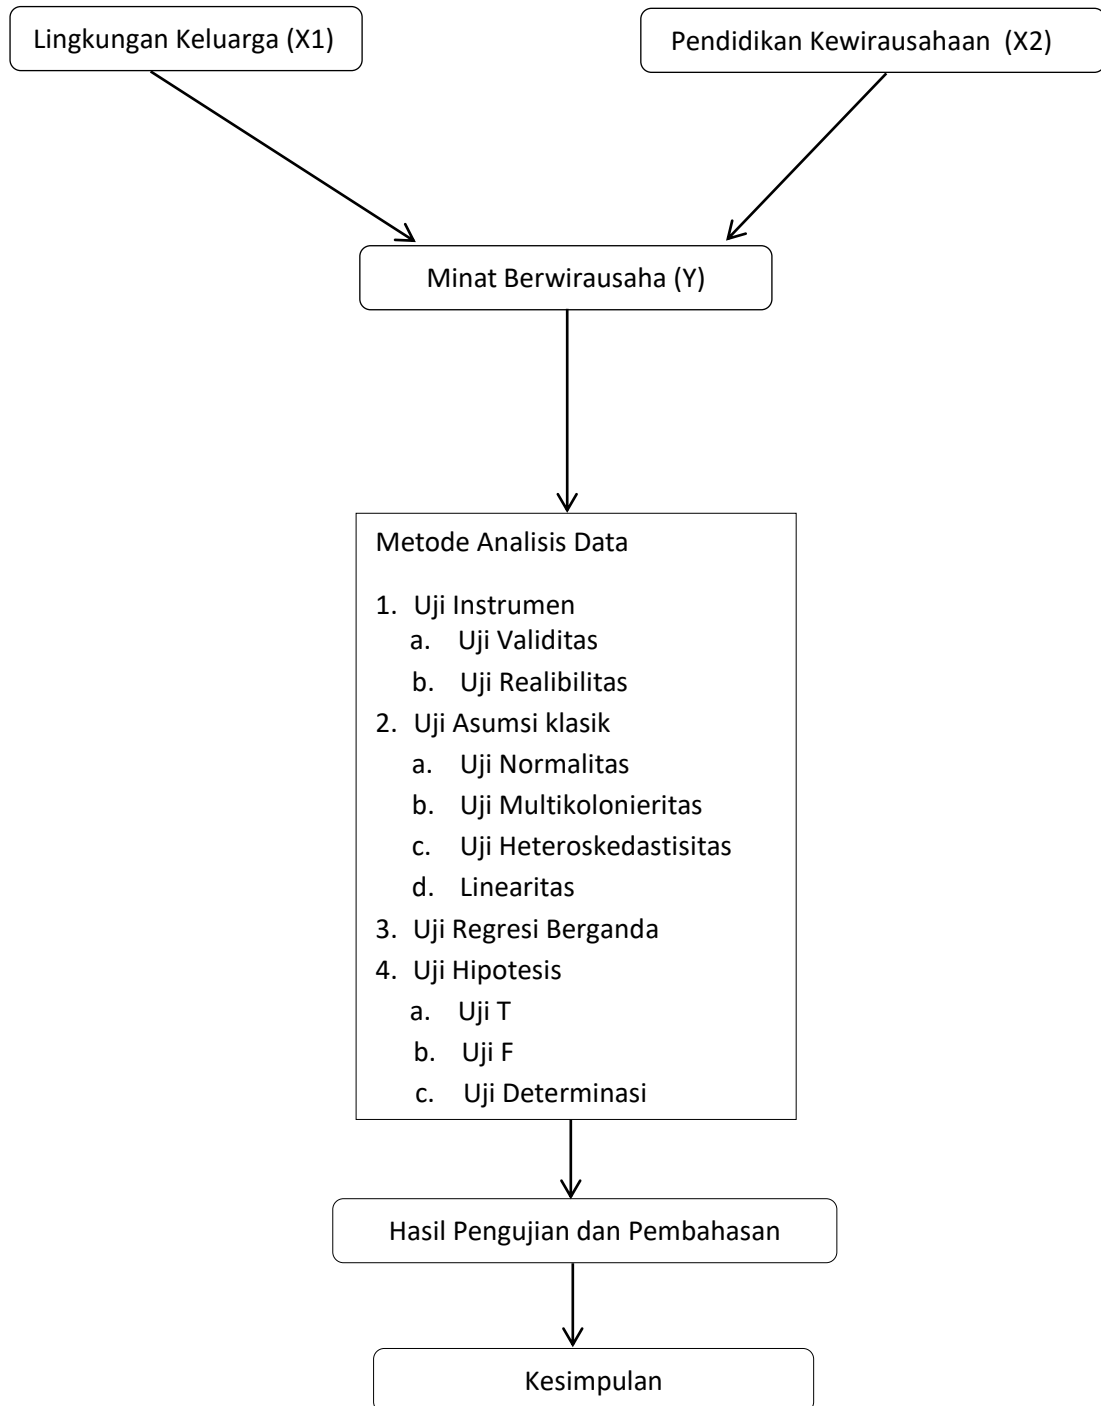 Lingkungan Keluarga (X1)
Pendidikan Kewirausahaan (X2)
Minat Berwirausaha (Y)
Metode Analisis Data
1. Uji Instrumen
a. Uji Validitas
b. Uji Realibilitas
2. Uji Asumsi klasik
a. Uji Normalitas
b. Uji Multikolonieritas
c. Uji Heteroskedastisitas
d. Linearitas
3. Uji Regresi Berganda
4. Uji Hipotesis
a. Uji T
b. Uji F
c. Uji Determinasi
Hasil Pengujian dan Pembahasan
Kesimpulan